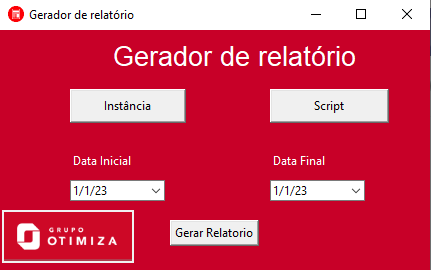 Gerador de relatório
Gerador de relatório
Instância
Script
Data Inicial
Data Final
1/1/23
1/1/23
Gerar Relatorio
GRUPO
OTIMIZA